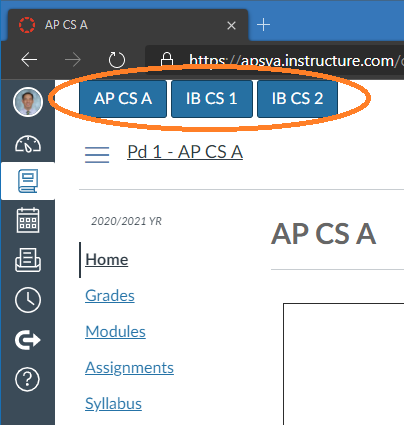 AP CS A
https://apsva.instructure.com/
AP CS A IB CS 1 IB CS 2
Pd 1 - AP CS A
2020/2021 YR
AP CS A
Home
Grades
Modules
Assignments
Syllabus